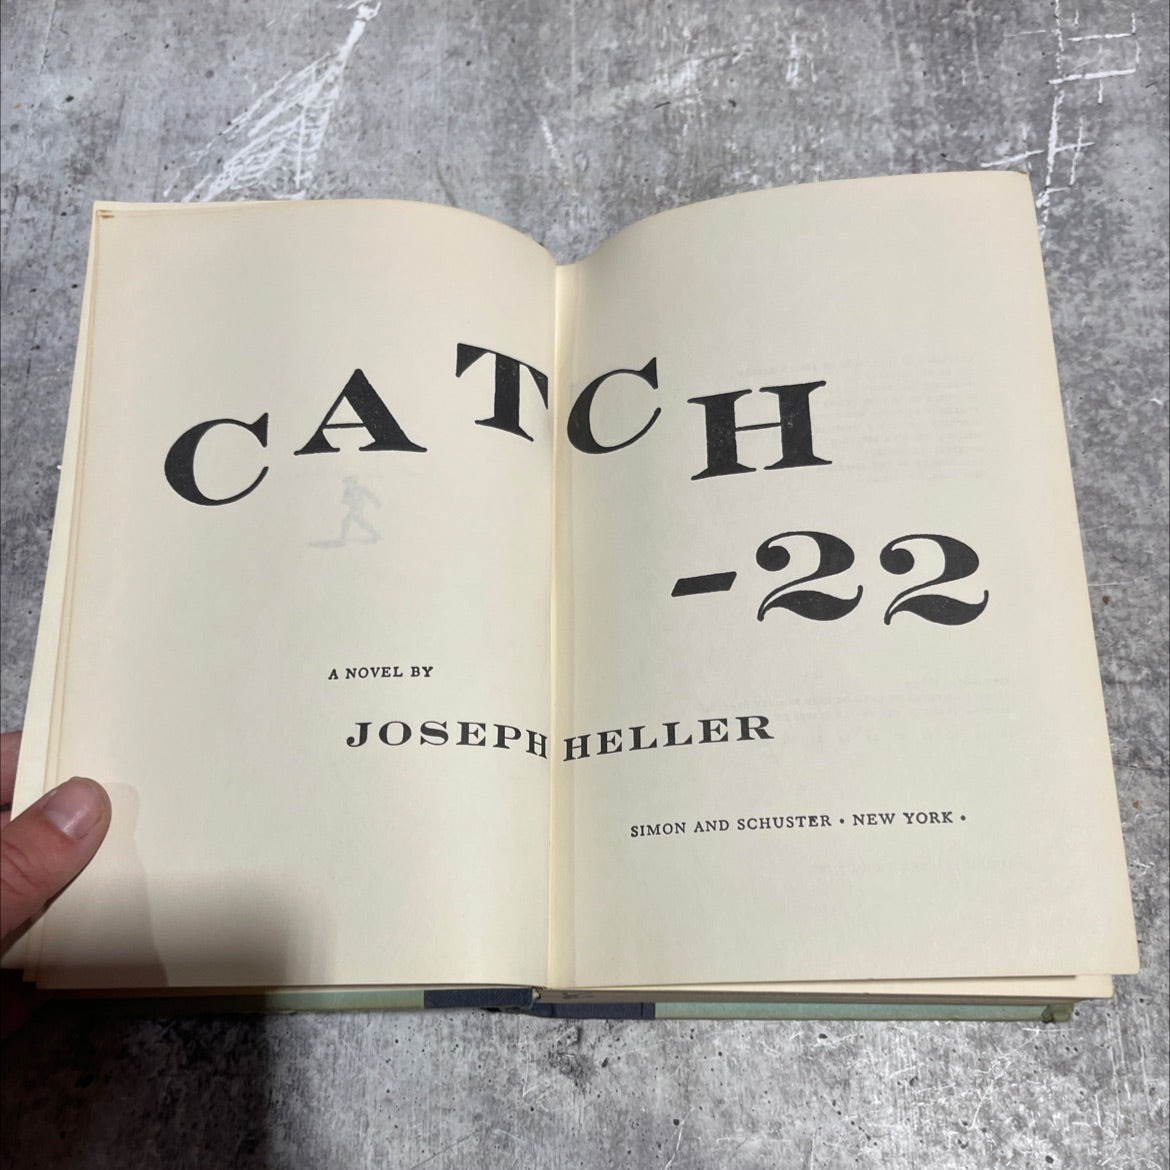 CATCH
-22
A NOVEL BY
JOSEPH HELLER
SIMON AND SCHUSTER • NEW YORK •